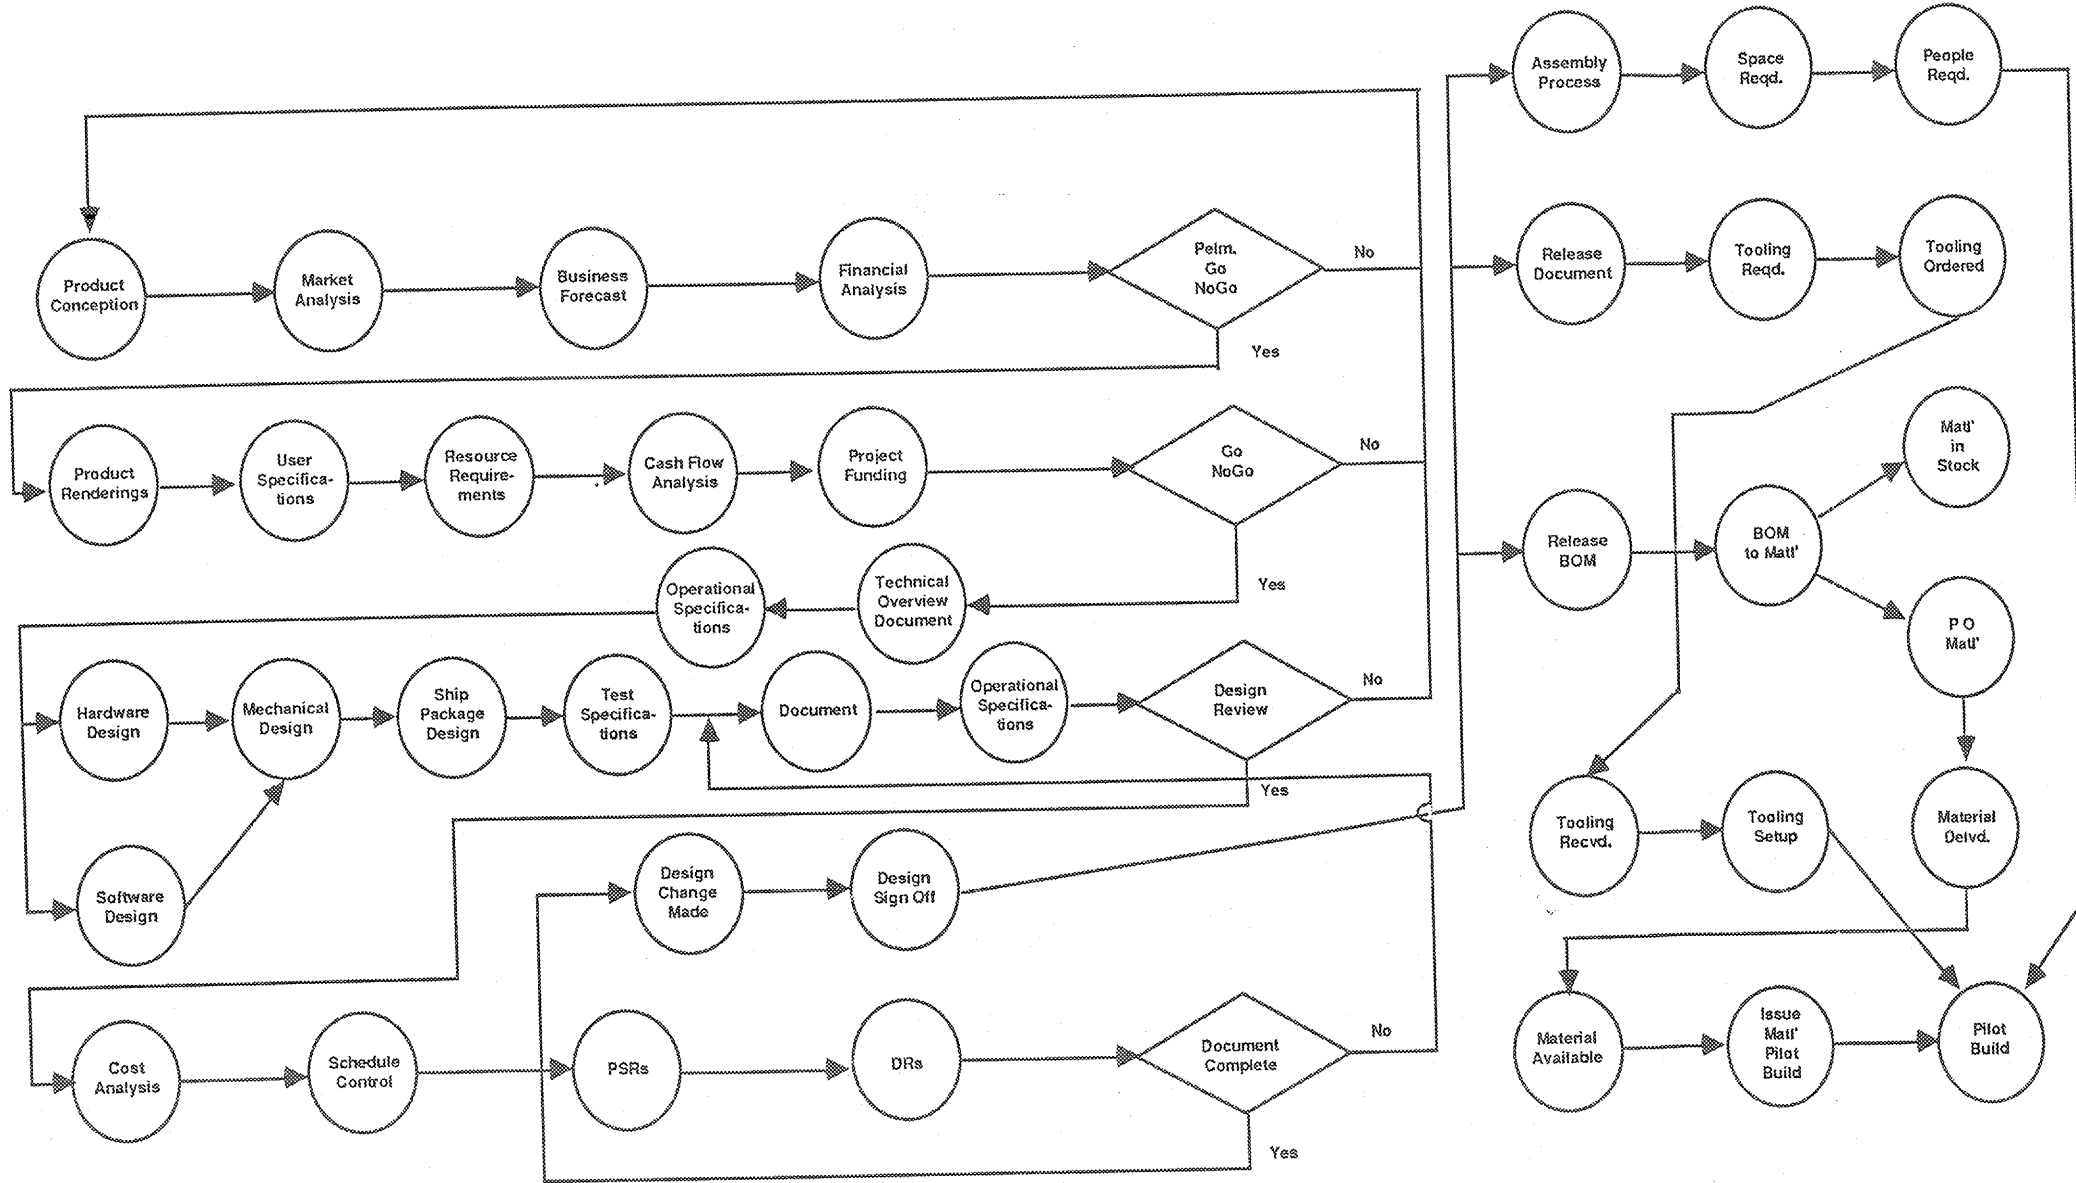 Assembly
Process
Space
Reqd.
People
Reqd.
Product
Conception
Market
Analysis
Business
Forecast
Financial
Analysis
Pelm.
Go
NoGo
No
Yes
Release
Document
Tooling
Reqd.
Tooling
Ordered
Product
Renderings
User
Specifica-
tions
Resource
Require-
ments
Cash Flow
Analysis
Project
Funding
Go
NoGo
No
Yes
Matl'
in
Stock
Release
BOM
BOM
to Matl'
P O
Matl'
Operational
Specifica-
tions
Technical
Overview
Document
Hardware
Design
Mechanical
Design
Ship
Package
Design
Test
Specifica-
tions
Document
Operational
Specifica-
tions
Design
Review
No
Yes
Software
Design
Design
Change
Made
Design
Sign Off
Tooling
Recvd.
Tooling
Setup
Material
Delvd.
Cost
Analysis
Schedule
Control
PSRs
DRs
Document
Complete
No
Yes
Material
Available
Issue
Matl'
Pilot
Build
Pilot
Build